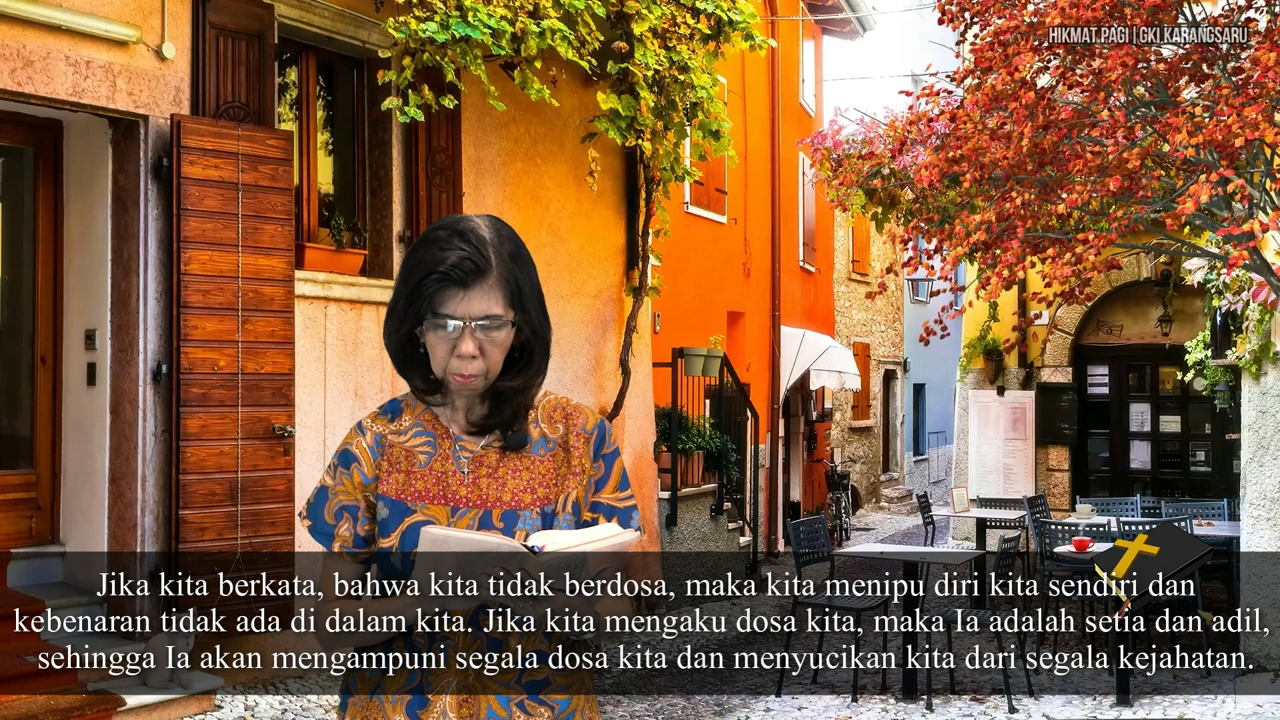 HIKMAT PAGI | GKI KARANGSARU
Jika kita berkata, bahwa kita tidak berdosa, maka kita menipu diri kita sendiri dan
kebenaran tidak ada di dalam kita. Jika kita mengaku dosa kita, maka Ia adalah setia dan adil,
sehingga Ia akan mengampuni segala dosa kita dan menyucikan kita dari segala kejahatan.